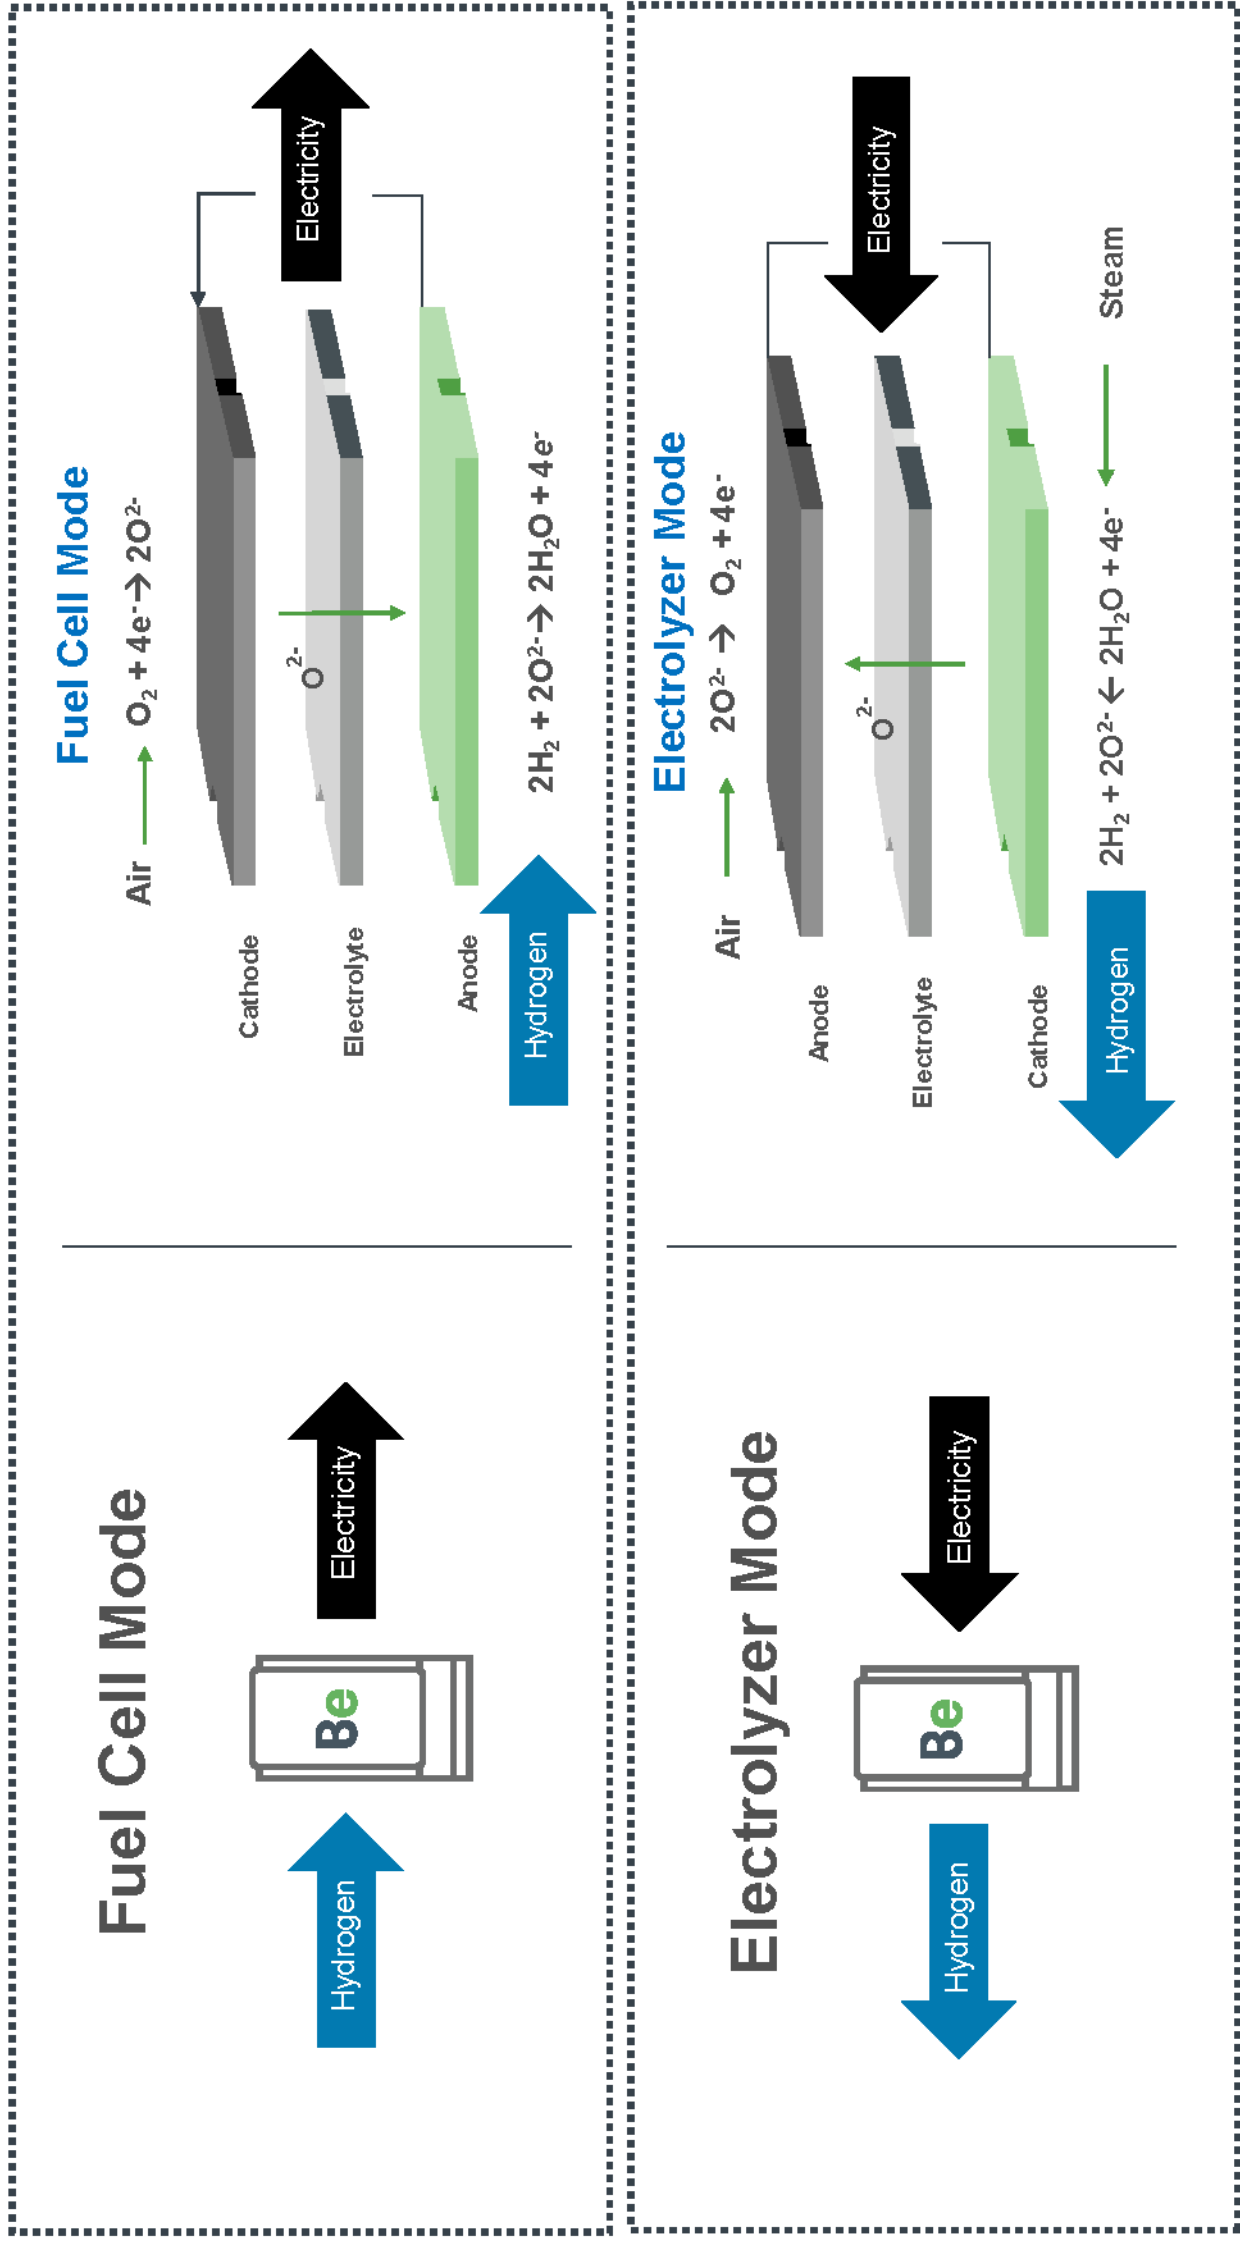 Fuel Cell Mode
Hydrogen
Be
Electricity
Fuel Cell Mode
Air
O₂ + 4e⁻→ 2O²⁻
Cathode
O²⁻
Electrolyte
Anode
Electricity
Hydrogen
2H₂ + 2O²⁻→ 2H₂O + 4e⁻
Electrolyzer Mode
Hydrogen
Be
Electricity
Electrolyzer Mode
Air
2O²⁻ → O₂ + 4e⁻
Anode
O²⁻
Electrolyte
Cathode
Electricity
Hydrogen
2H₂ + 2O²⁻ ← 2H₂O + 4e⁻
Steam